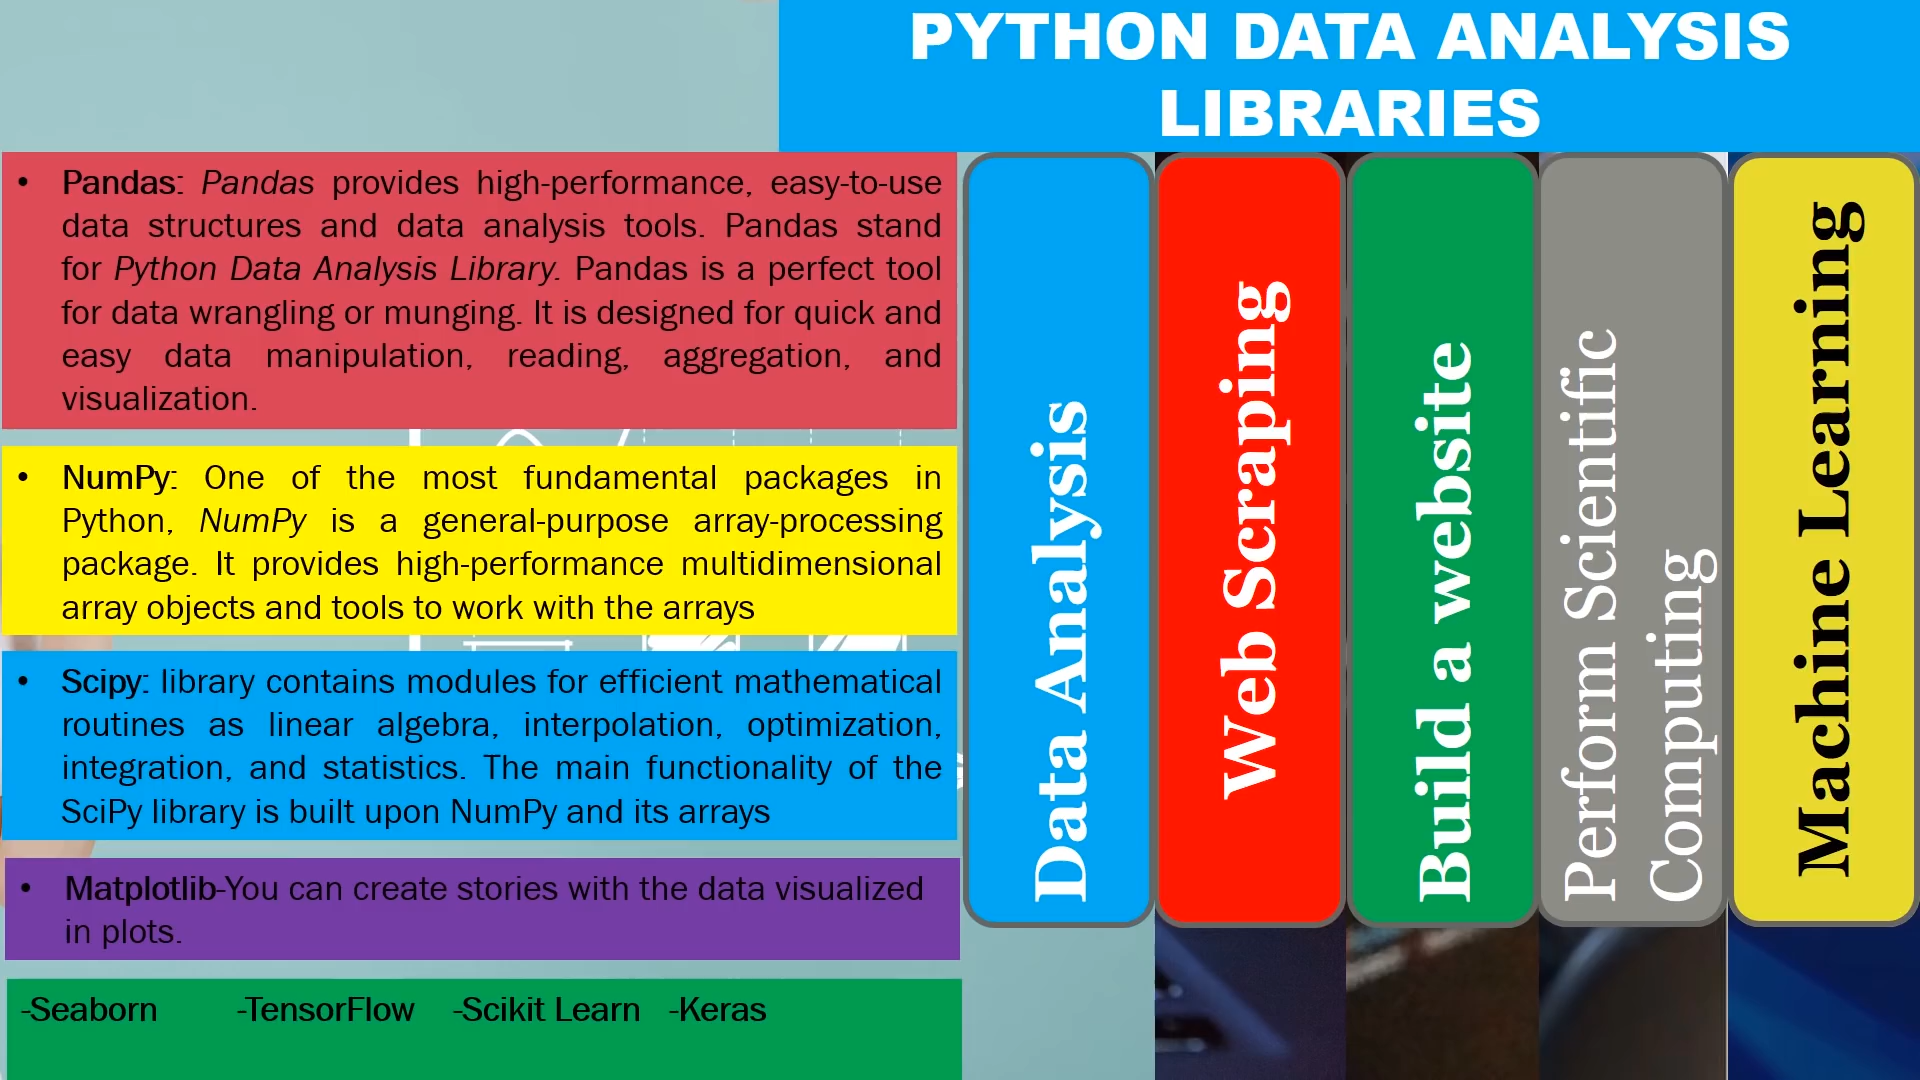 PYTHON DATA ANALYSIS
LIBRARIES
• Pandas: Pandas provides high-performance, easy-to-use
data structures and data analysis tools. Pandas stand
for Python Data Analysis Library. Pandas is a perfect tool
for data wrangling or munging. It is designed for quick and
easy data manipulation, reading, aggregation, and
visualization.
• NumPy: One of the most fundamental packages in
Python, NumPy is a general-purpose array-processing
package. It provides high-performance multidimensional
array objects and tools to work with the arrays
• Scipy: library contains modules for efficient mathematical
routines as linear algebra, interpolation, optimization,
integration, and statistics. The main functionality of the
SciPy library is built upon NumPy and its arrays
• Matplotlib-You can create stories with the data visualized
in plots.
-Seaborn -TensorFlow -Scikit Learn -Keras
Data Analysis
Web Scraping
Build a website
Perform Scientific
Computing
Machine Learning